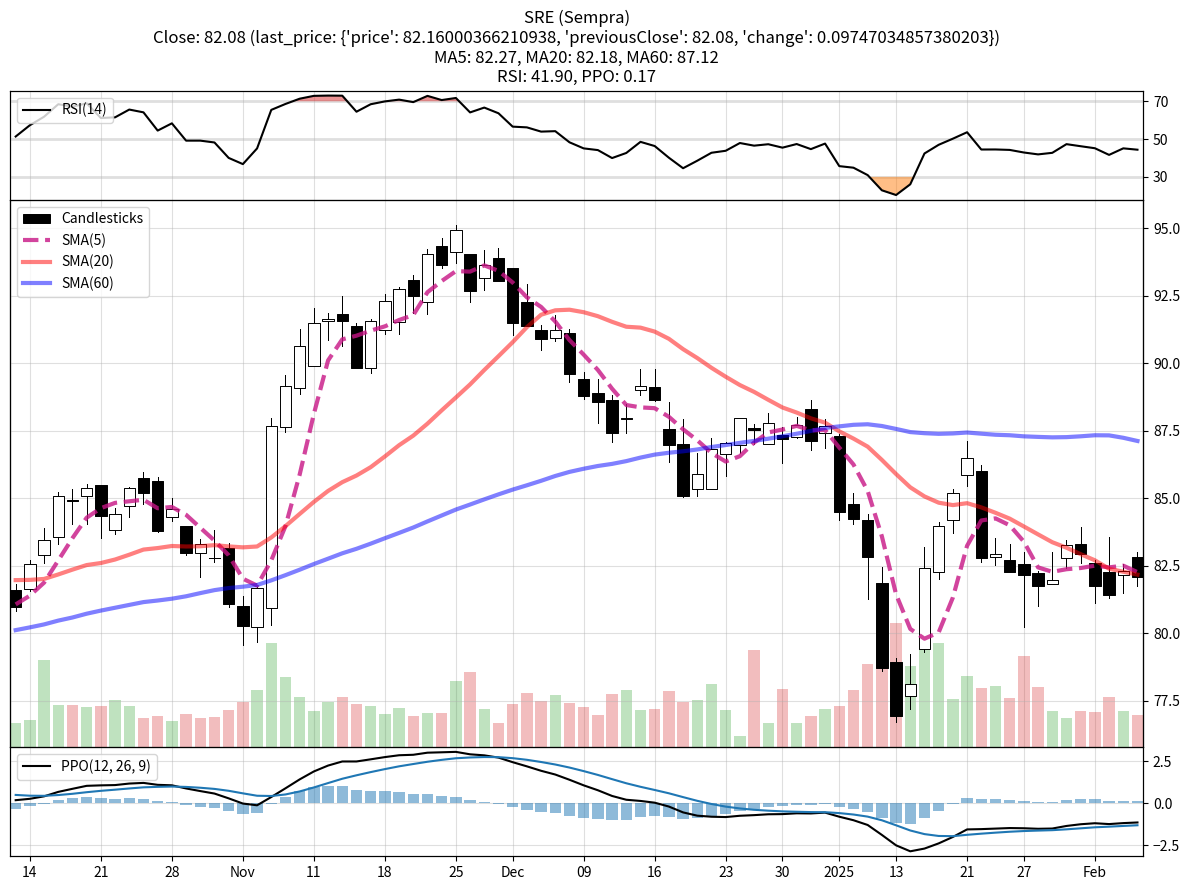 SRE (Sempra)
Close: 82.08 (last_price: {'price': 82.16000366210938, 'previousClose': 82.08, 'change': 0.09747034857380203})
MA5: 82.27, MA20: 82.18, MA60: 87.12
RSI: 41.90, PPO: 0.17
RSI(14)
70
50
30
Candlesticks
SMA(5)
SMA(20)
SMA(60)
95.0
92.5
90.0
87.5
85.0
82.5
80.0
77.5
PPO(12, 26, 9)
2.5
0.0
−2.5
14 21 28 Nov 11 18 25 Dec 09 16 23 30 2025 13 21 27 Feb